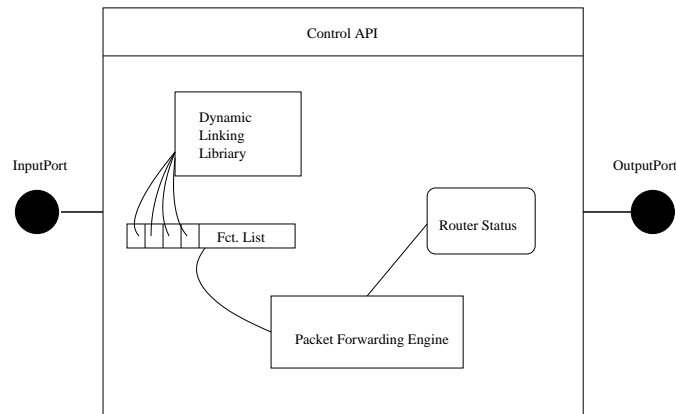 Control API
Dynamic
Linking
Libriary
InputPort
OutputPort
Router Status
Fct. List
Packet Forwarding Engine